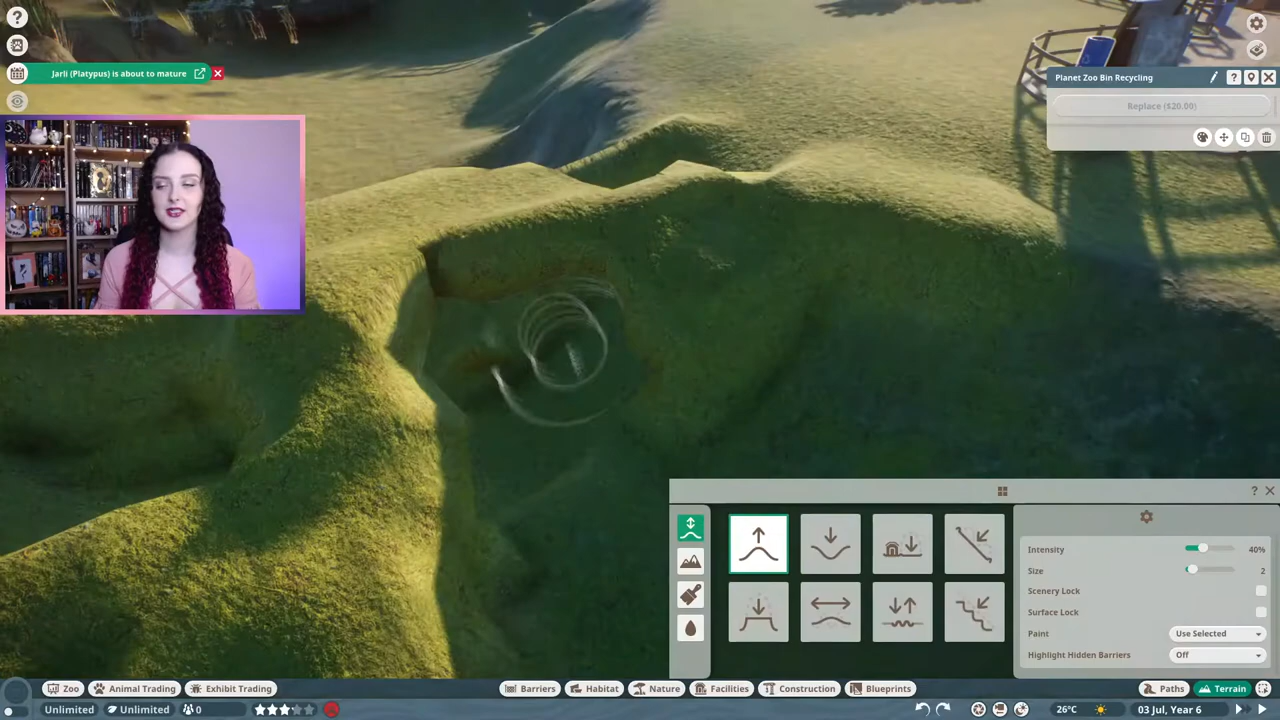 Jarli (Platypus) is about to mature
Planet Zoo Bin Recycling
Replace ($20.00)
Intensity 40%
Size 2
Scenery Lock
Surface Lock
Paint Use Selected
Highlight Hidden Barriers Off
Zoo Animal Trading Exhibit Trading Barriers Habitat Nature Facilities Construction Blueprints Paths Terrain
Unlimited Unlimited 0 26°C 03 Jul, Year 6